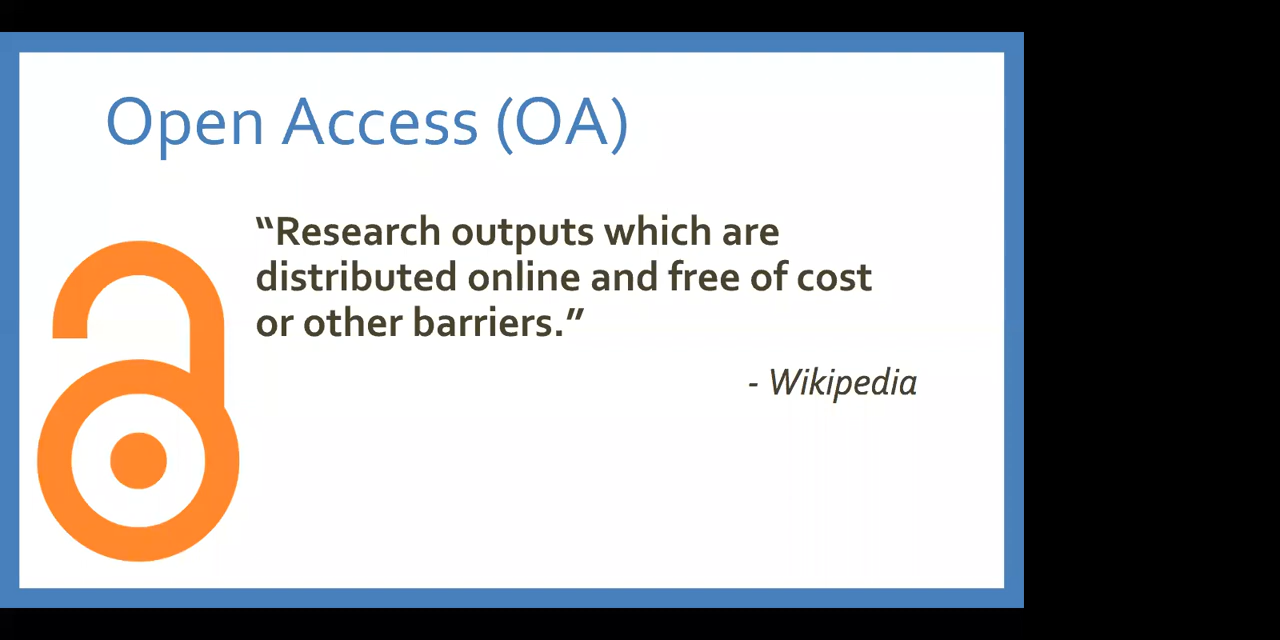 Open Access (OA)
“Research outputs which are
distributed online and free of cost
or other barriers.”
- Wikipedia